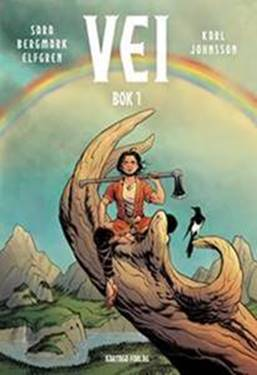 SARA
BERGMARK
ELFGREN
VEI
BOK 1
KARL
JOHNSSON
KARTAGO FÖRLAG